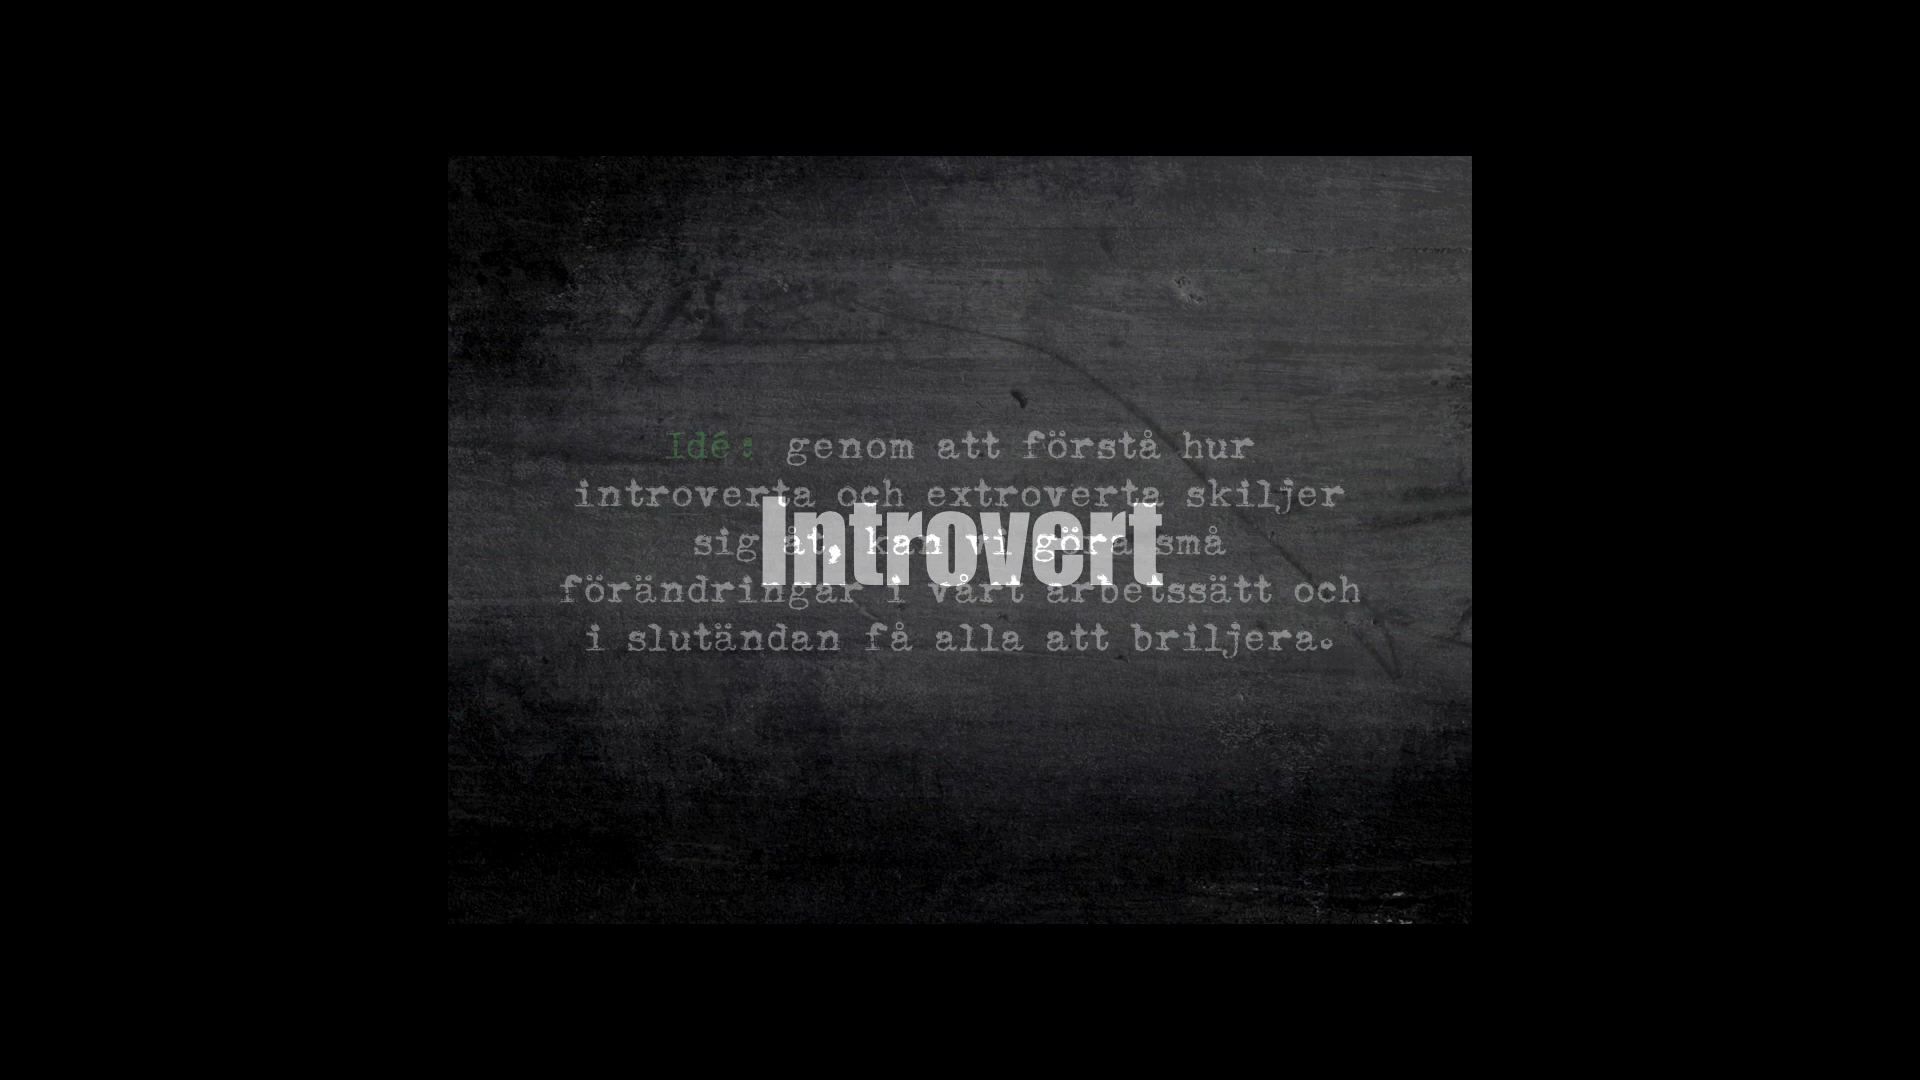 Idé: genom att förstå hur
introverta och extroverta skiljer
sig åt, kan vi göra små
förändringar i vårt arbetssätt och
i slutändan få alla att briljera.
Introvert